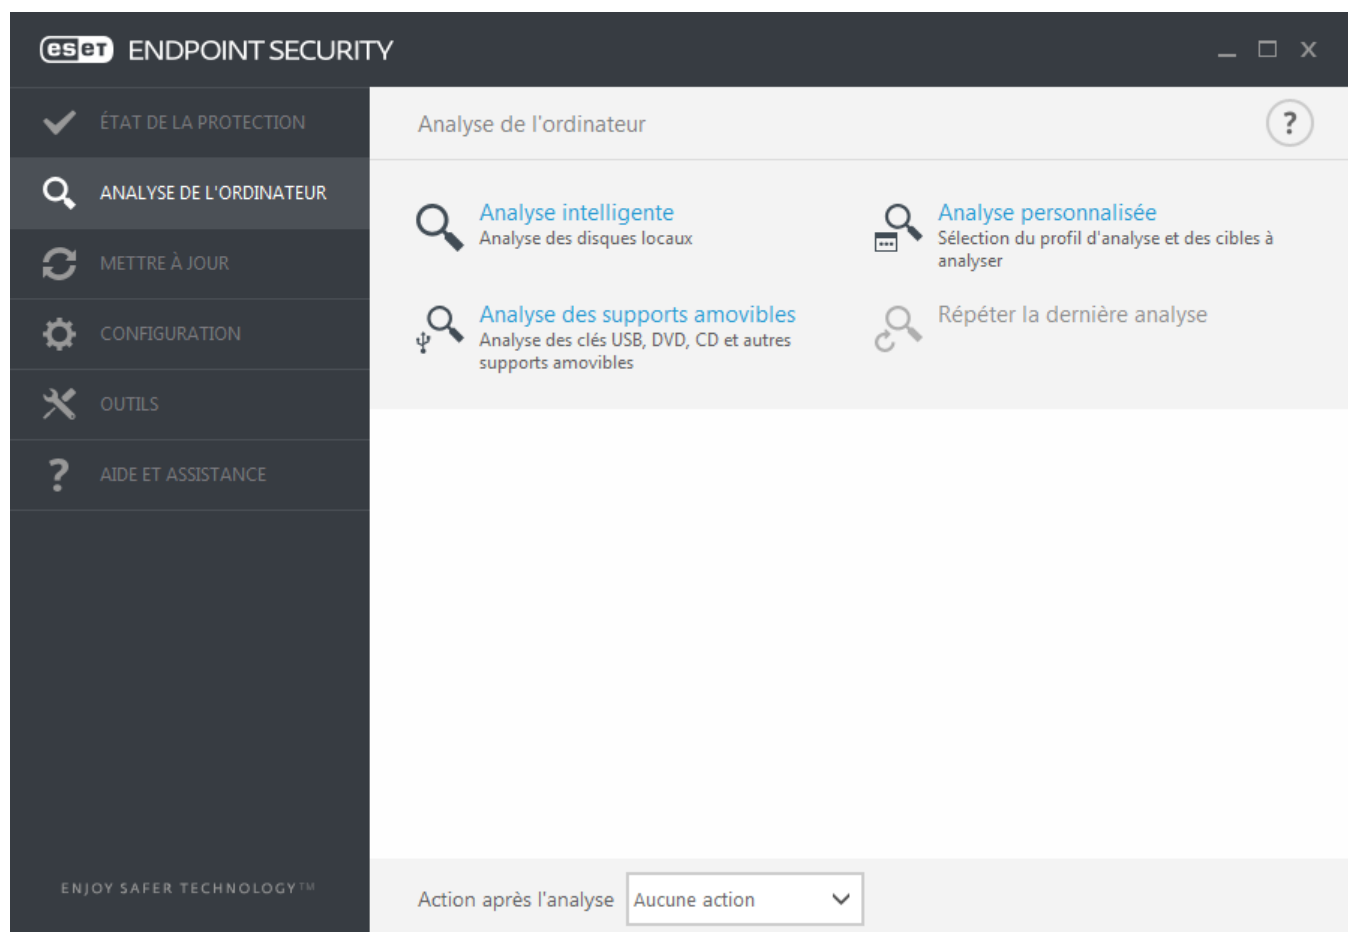 eset ENDPOINT SECURITY
ÉTAT DE LA PROTECTION
ANALYSE DE L'ORDINATEUR
METTRE À JOUR
CONFIGURATION
OUTILS
AIDE ET ASSISTANCE
ENJOY SAFER TECHNOLOGY™
Analyse de l'ordinateur
?
Analyse intelligente
Analyse des disques locaux
Analyse personnalisée
Sélection du profil d'analyse et des cibles à
analyser
Analyse des supports amovibles
Analyse des clés USB, DVD, CD et autres
supports amovibles
Répéter la dernière analyse
Action après l'analyse Aucune action